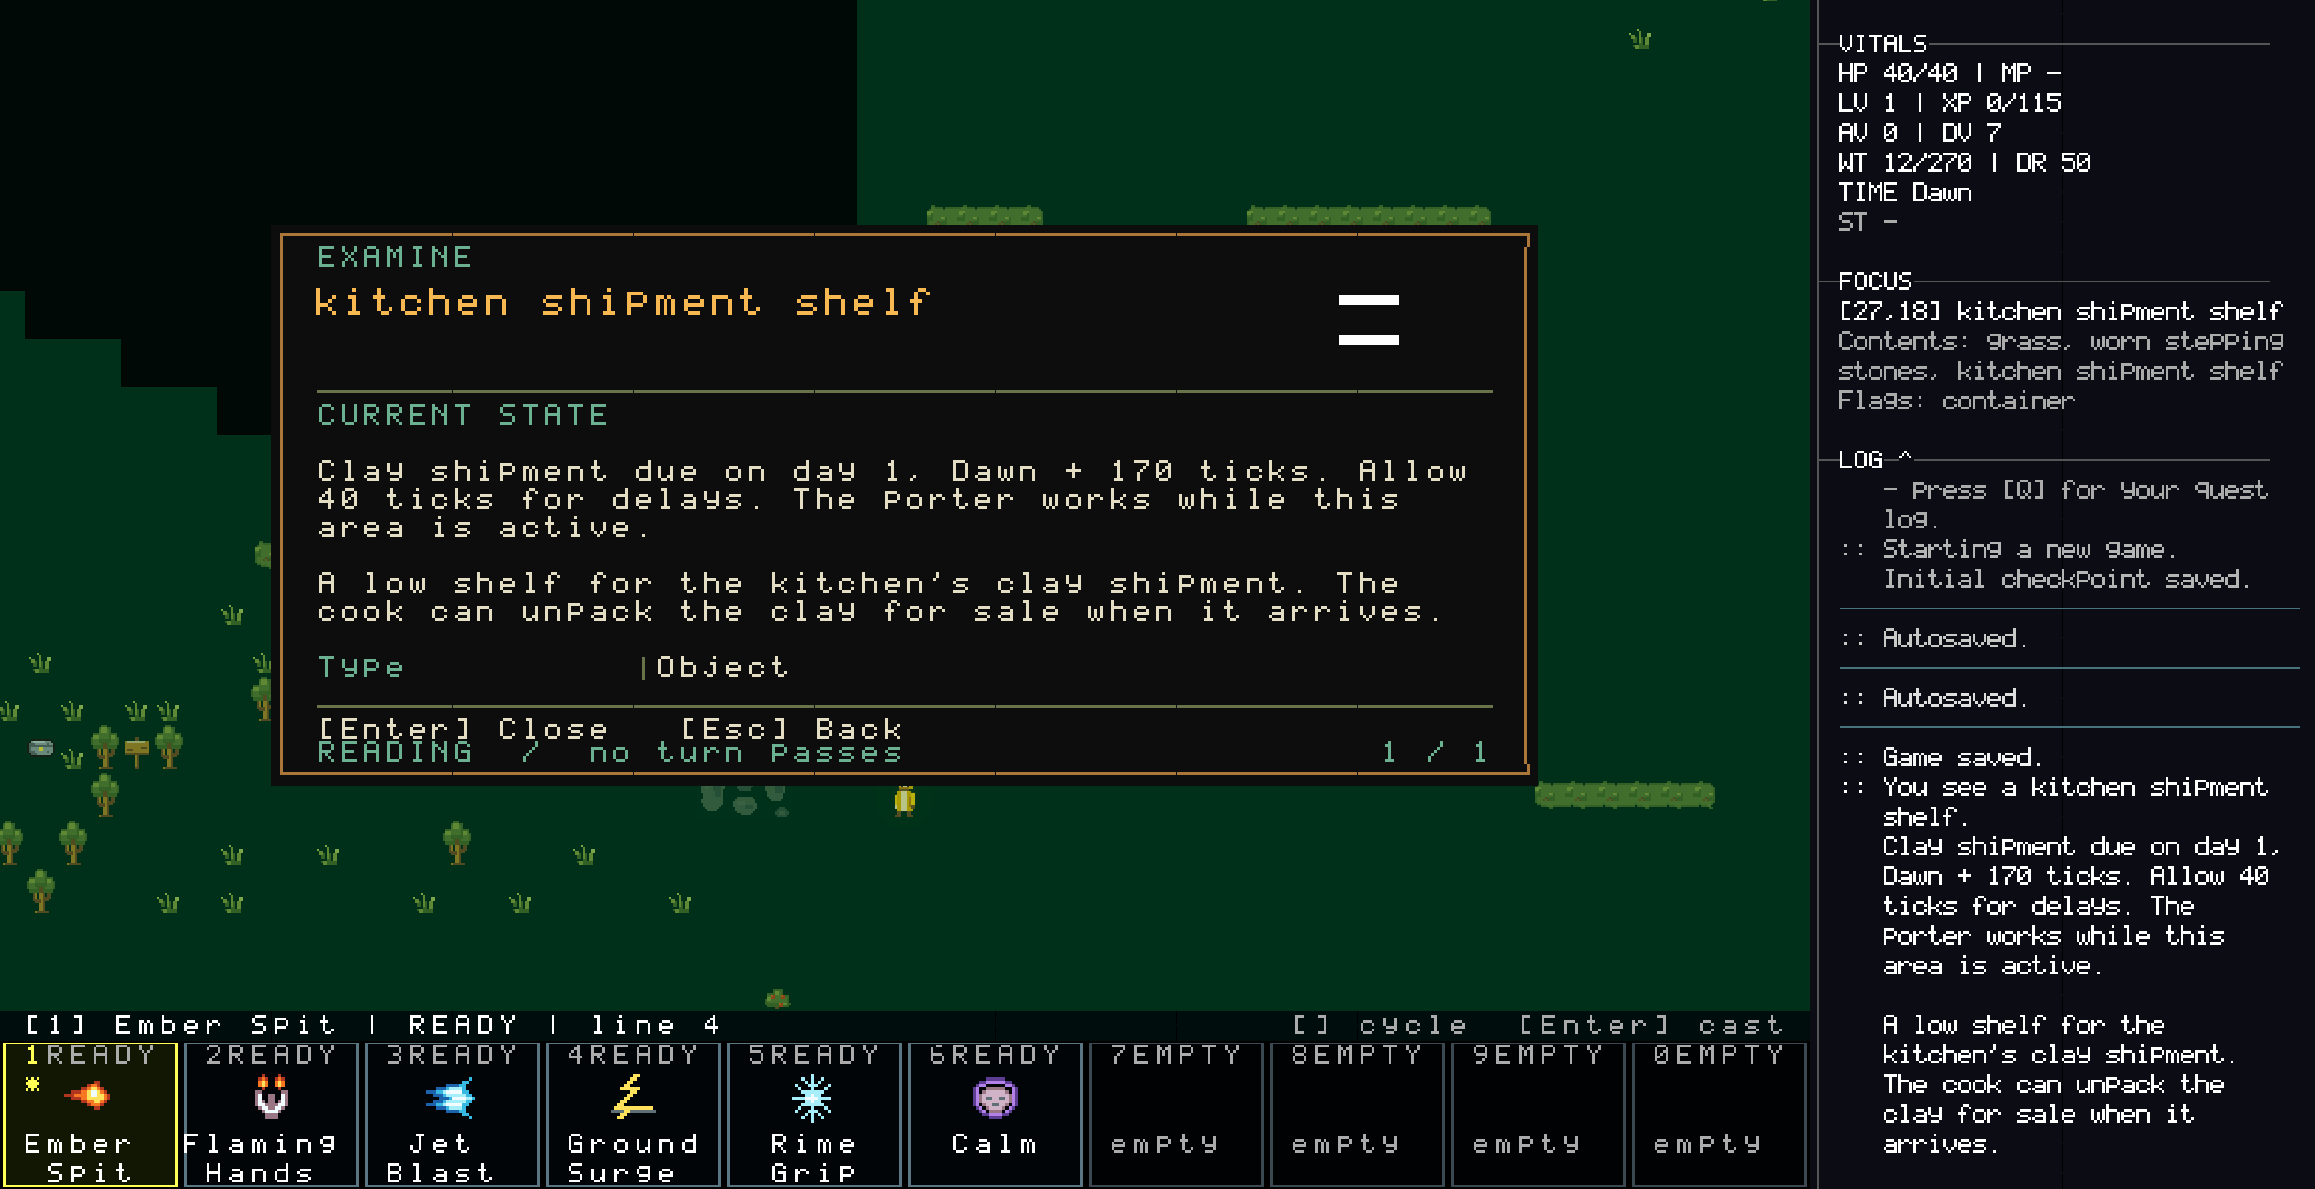 EXAMINE
kitchen shipment shelf
CURRENT STATE
Clay shipment due on day 1, Dawn + 170 ticks. Allow
40 ticks for delays. The porter works while this
area is active.
A low shelf for the kitchen's clay shipment. The
cook can unpack the clay for sale when it arrives.
Type |Object
[Enter] Close [Esc] Back
READING / no turn passes 1 / 1
[1] Ember Spit | READY | line 4 [] cycle [Enter] cast
1READY 2READY 3READY 4READY 5READY 6READY 7EMPTY 8EMPTY 9EMPTY 0EMPTY
*
Ember Flaming Jet Ground Rime Calm empty empty empty empty
Spit Hands Blast Surge Grip
VITALS
HP 40/40 | MP -
LV 1 | XP 0/115
AV 0 | DV 7
WT 12/270 | DR 50
TIME Dawn
ST -
FOCUS
[27,18] kitchen shipment shelf
Contents: grass, worn stepping
stones, kitchen shipment shelf
Flags: container
LOG ^
- Press [Q] for your quest
log.
:: Starting a new game.
Initial checkpoint saved.
:: Autosaved.
:: Autosaved.
:: Game saved.
:: You see a kitchen shipment
shelf.
Clay shipment due on day 1,
Dawn + 170 ticks. Allow 40
ticks for delays. The
porter works while this
area is active.
A low shelf for the
kitchen's clay shipment.
The cook can unpack the
clay for sale when it
arrives.